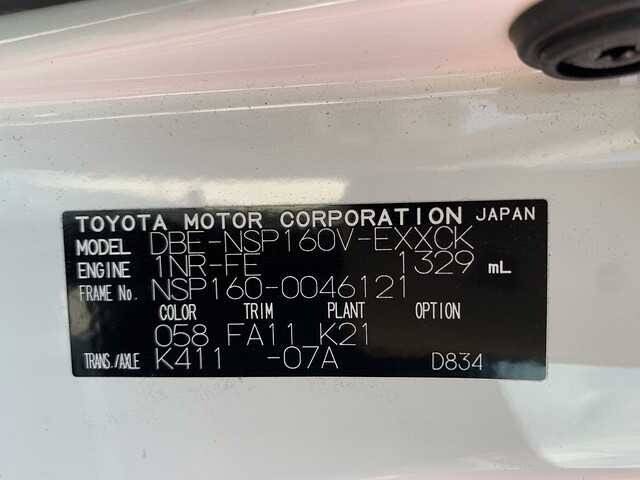 TOYOTA MOTOR CORPORATION JAPAN
MODEL DBE-NSP160V-EXXCK
ENGINE 1NR-FE 1329 mL
FRAME No. NSP160-0046121
COLOR TRIM PLANT OPTION
058 FA11 K21
TRANS./AXLE K411 -07A D834